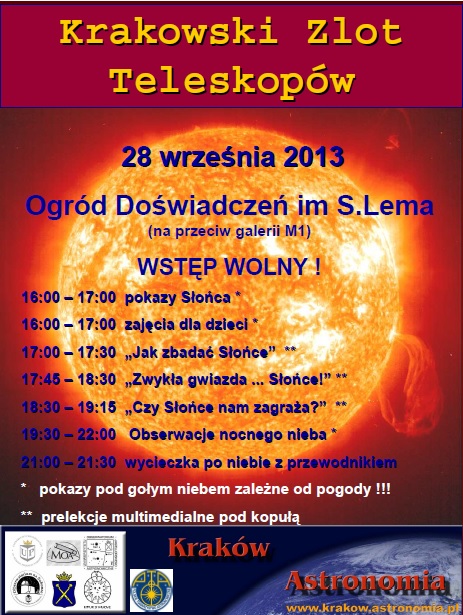 Krakowski Zlot
Teleskopów
28 września 2013
Ogród Doświadczeń im S.Lema
(na przeciw galerii M1)
WSTĘP WOLNY !
16:00 – 17:00 pokazy Słońca *
16:00 – 17:00 zajęcia dla dzieci *
17:00 – 17:30 „Jak zbadać Słońce” **
17:45 – 18:30 „Zwykła gwiazda ... Słońce!” **
18:30 – 19:15 „Czy Słońce nam zagraża?” **
19:30 – 22:00 Obserwacje nocnego nieba *
21:00 – 21:30 wycieczka po niebie z przewodnikiem
* pokazy pod gołym niebem zależne od pogody !!!
** prelekcje multimedialne pod kopułą
MOA
Kraków
Astronomia
www.krakow.astronomia.pl